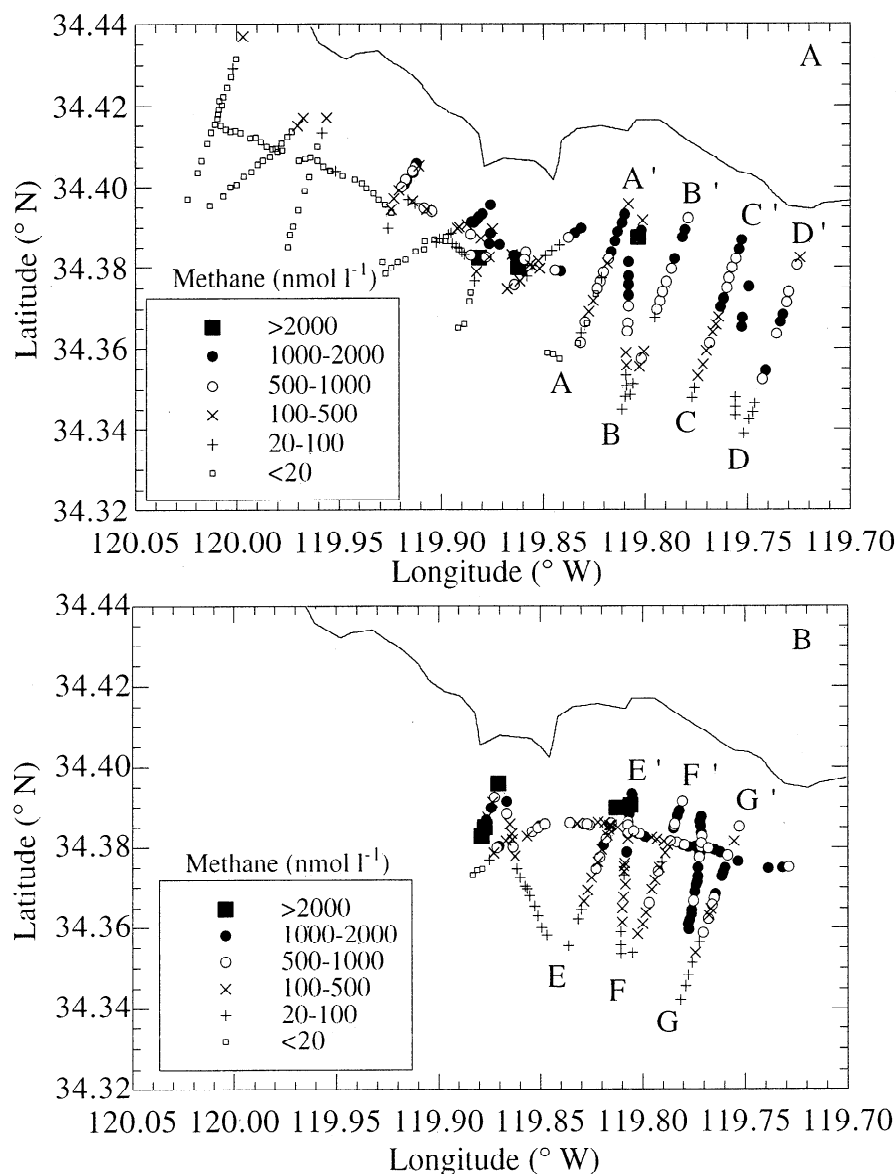 34.44
34.42
34.40
34.38
34.36
34.34
34.32
Latitude (° N)
A
A '
B '
C '
D '
Methane (nmol l-1)
>2000
1000-2000
500-1000
100-500
20-100
<20
A
B
C
D
120.05 120.00 119.95 119.90 119.85 119.80 119.75 119.70
Longitude (° W)
34.44
34.42
34.40
34.38
34.36
34.34
34.32
Latitude (° N)
B
E '
F '
G '
Methane (nmol l-1)
>2000
1000-2000
500-1000
100-500
20-100
<20
E
F
G
120.05 120.00 119.95 119.90 119.85 119.80 119.75 119.70
Longitude (° W)